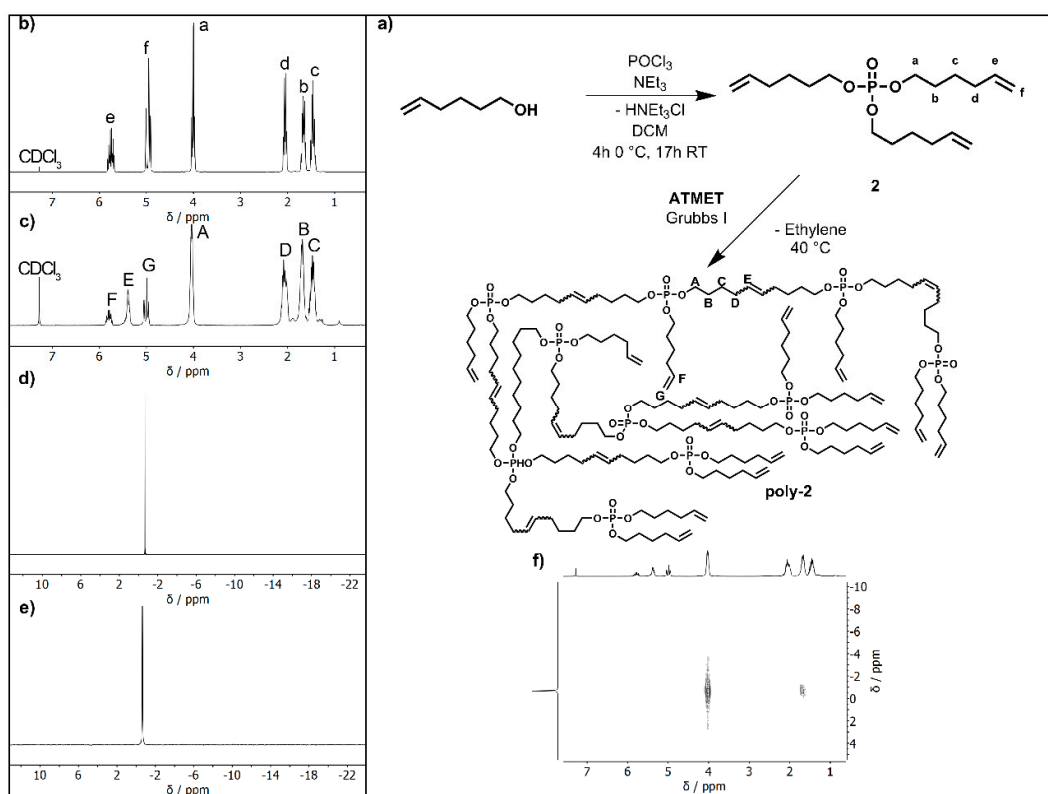 b)
a
f
d
b
c
e
CDCl3
7 6 5 4 3 2 1
δ / ppm
c)
A
B
D
C
CDCl3
E
G
F
7 6 5 4 3 2 1
δ / ppm
d)
10 6 2 -2 -6 -10 -14 -18 -22
δ / ppm
e)
10 6 2 -2 -6 -10 -14 -18 -22
δ / ppm
a)
OH
POCl3
NEt3
- HNEt3Cl
DCM
4h 0 °C, 17h RT
O
O P O
O
a c e
b d f
2
ATMET
Grubbs I
- Ethylene
40 °C
A C E
B D
F
G
poly-2
f)
-10
-8
-6
-4
-2
0
2
4
δ / ppm
7 6 5 4 3 2 1
δ / ppm